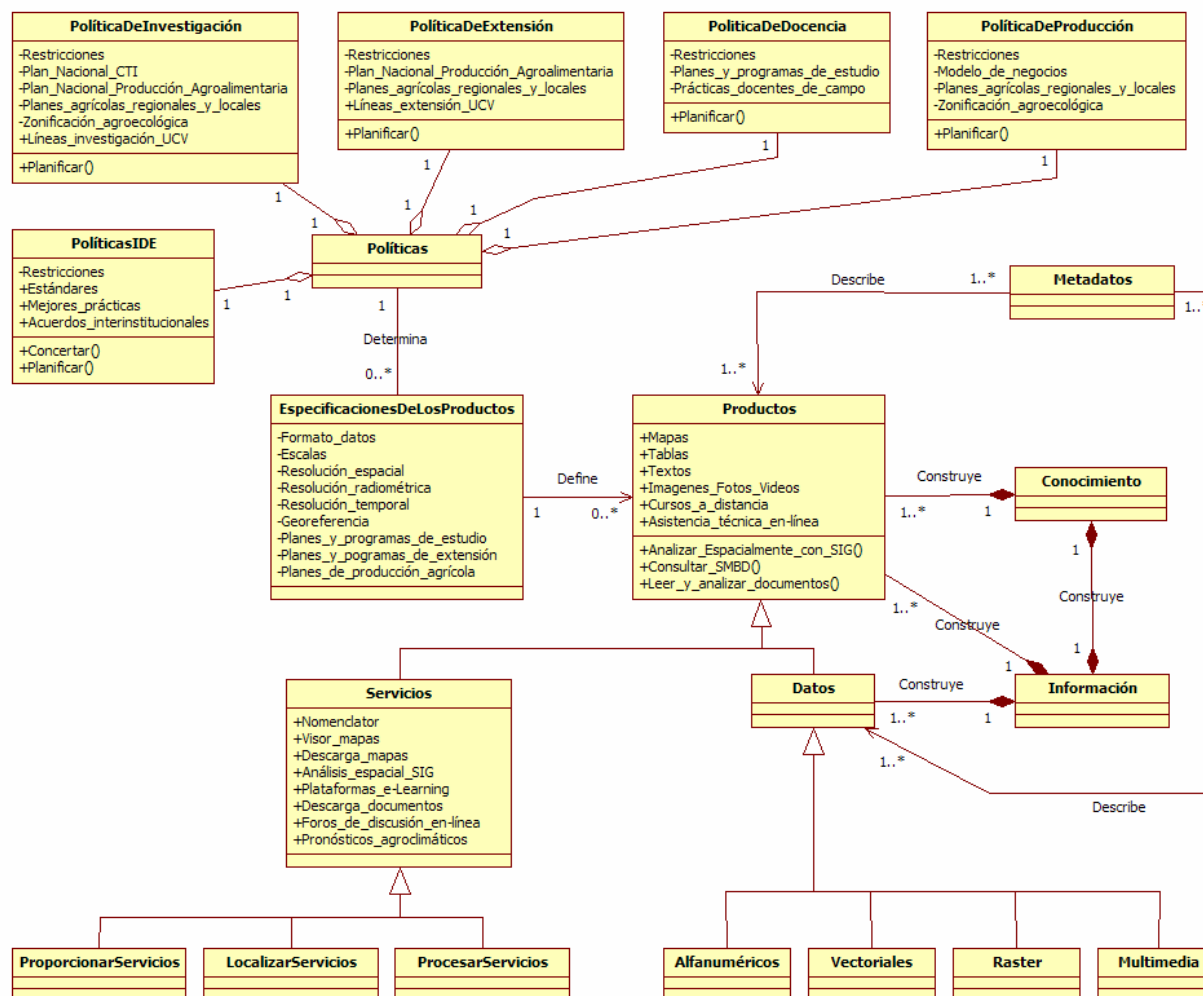 PolíticaDeInvestigación
-Restricciones
-Plan_Nacional_CTI
-Plan_Nacional_Producción_Agroalimentaria
-Planes_agrícolas_regionales_y_locales
-Zonificación_agroecológica
+Líneas_investigación_UCV
+Planificar()
PolíticaDeExtensión
-Restricciones
-Plan_Nacional_Producción_Agroalimentaria
-Planes_agrícolas_regionales_y_locales
+Líneas_extensión_UCV
+Planificar()
PoliticaDeDocencia
-Restricciones
-Planes_y_programas_de_estudio
-Prácticas_docentes_de_campo
+Planificar()
PolíticaDeProducción
-Restricciones
-Modelo_de_negocios
-Planes_agrícolas_regionales_y_locales
-Zonificación_agroecológica
+Planificar()
1
1
1
1
1
1
1
1
PolíticasIDE
-Restricciones
+Estándares
+Mejores_prácticas
+Acuerdos_interinstitucionales
+Concertar()
+Planificar()
1
1
Políticas
1
Determina
0..*
Describe
1..*
1..*
Metadatos
1..*
EspecificacionesDeLosProductos
-Formato_datos
-Escalas
-Resolución_espacial
-Resolución_radiométrica
-Resolución_temporal
-Georeferencia
-Planes_y_programas_de_estudio
-Planes_y_pogramas_de_extensión
-Planes_de_producción_agrícola
Define
1
0..*
Productos
+Mapas
+Tablas
+Textos
+Imagenes_Fotos_Videos
+Cursos_a_distancia
+Asistencia_técnica_en-línea
+Analizar_Espacialmente_con_SIG()
+Consultar_SMBD()
+Leer_y_analizar_documentos()
Construye
1..*
1
Conocimiento
1
Construye
1
1..*
Construye
1
Servicios
+Nomenclator
+Visor_mapas
+Descarga_mapas
+Análisis_espacial_SIG
+Plataformas_e-Learning
+Descarga_documentos
+Foros_de_discusión_en-línea
+Pronósticos_agroclimáticos
Datos
Construye
1..*
1
Información
1..*
Describe
ProporcionarServicios
LocalizarServicios
ProcesarServicios
Alfanuméricos
Vectoriales
Raster
Multimedia